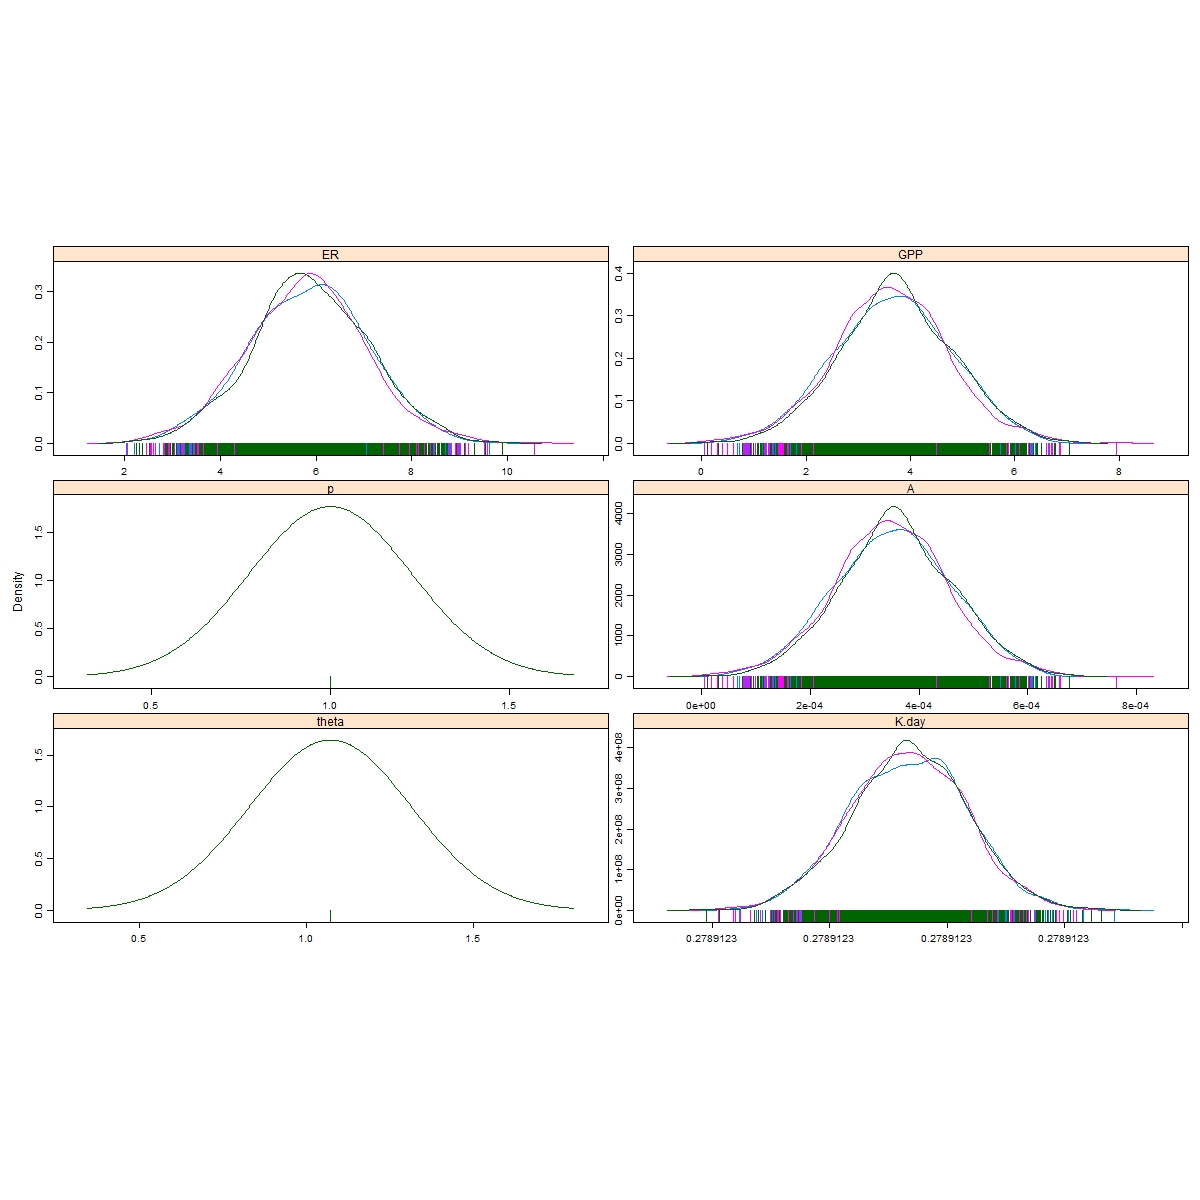 ER
0.0 0.1 0.2 0.3
2 4 6 8 10
GPP
0.0 0.1 0.2 0.3 0.4
0 2 4 6 8
p
0.0 0.5 1.0 1.5
0.5 1.0 1.5
A
0 1000 2000 3000 4000
0e+00 2e-04 4e-04 6e-04 8e-04
Density
theta
0.0 0.5 1.0 1.5
0.5 1.0 1.5
K.day
0e+00 1e+08 2e+08 3e+08 4e+08
0.2789123 0.2789123 0.2789123 0.2789123